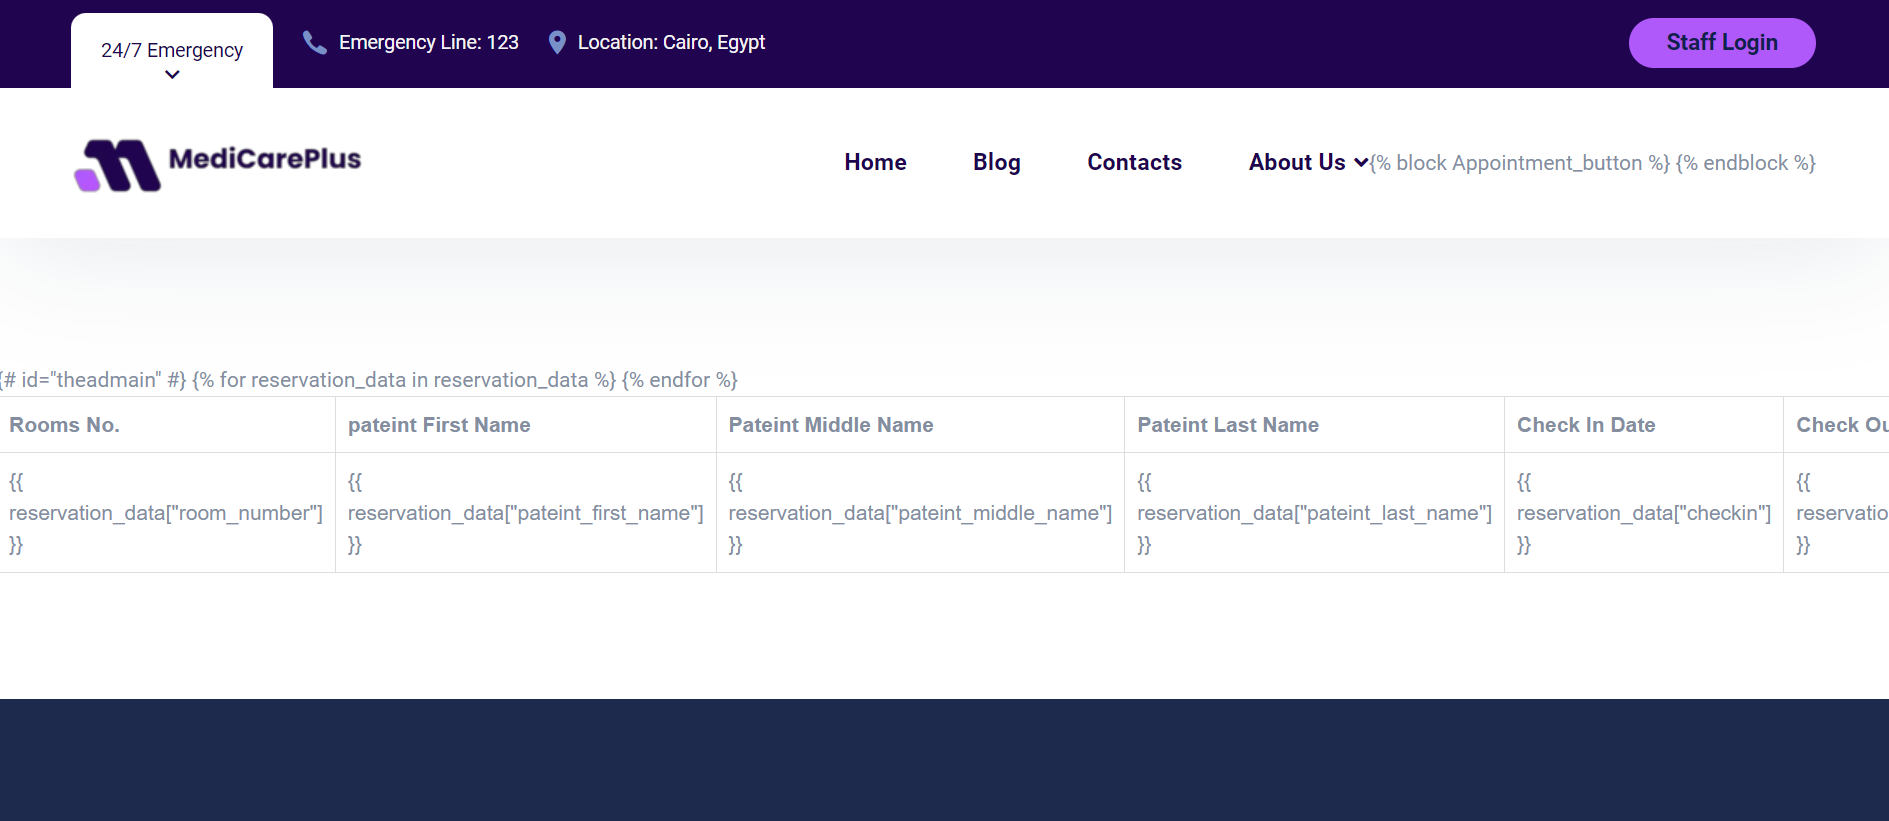 24/7 Emergency
Emergency Line: 123
Location: Cairo, Egypt
Staff Login
MediCarePlus
Home
Blog
Contacts
About Us
{% block Appointment_button %} {% endblock %}
{# id="theadmain" #} {% for reservation_data in reservation_data %} {% endfor %}
Rooms No.
pateint First Name
Pateint Middle Name
Pateint Last Name
Check In Date
Check Ou
{{
reservation_data["room_number"]
}}
{{
reservation_data["pateint_first_name"]
}}
{{
reservation_data["pateint_middle_name"]
}}
{{
reservation_data["pateint_last_name"]
}}
{{
reservation_data["checkin"]
}}
{{
reservatio
}}